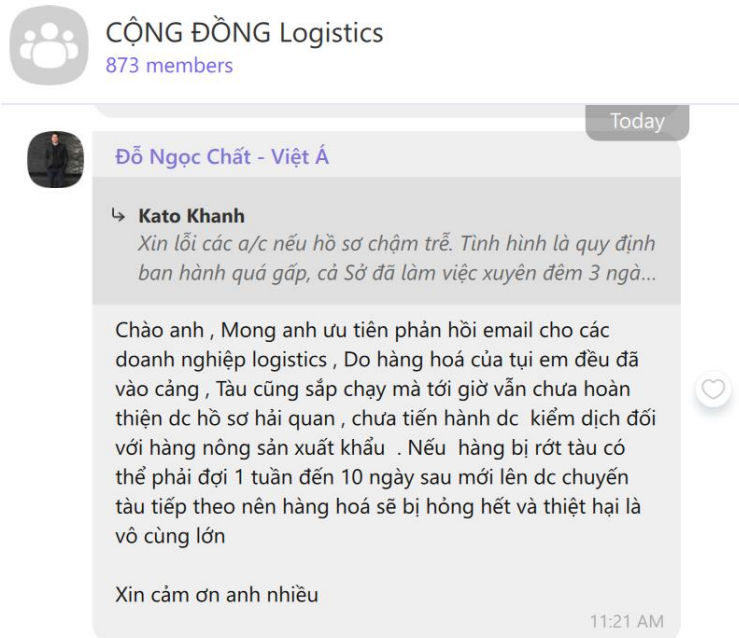 CỘNG ĐỒNG Logistics
873 members
Today
Đỗ Ngọc Chất - Việt Á
Kato Khanh
Xin lỗi các a/c nếu hồ sơ chậm trễ. Tình hình là quy định
ban hành quá gấp, cả Sở đã làm việc xuyên đêm 3 ngà...
Chào anh , Mong anh ưu tiên phản hồi email cho các
doanh nghiệp logistics , Do hàng hoá của tụi em đều đã
vào cảng , Tàu cũng sắp chạy mà tới giờ vẫn chưa hoàn
thiện dc hồ sơ hải quan , chưa tiến hành dc kiểm dịch đối
với hàng nông sản xuất khẩu . Nếu hàng bị rớt tàu có
thể phải đợi 1 tuần đến 10 ngày sau mới lên dc chuyến
tàu tiếp theo nên hàng hoá sẽ bị hỏng hết và thiệt hại là
vô cùng lớn
Xin cảm ơn anh nhiều
11:21 AM